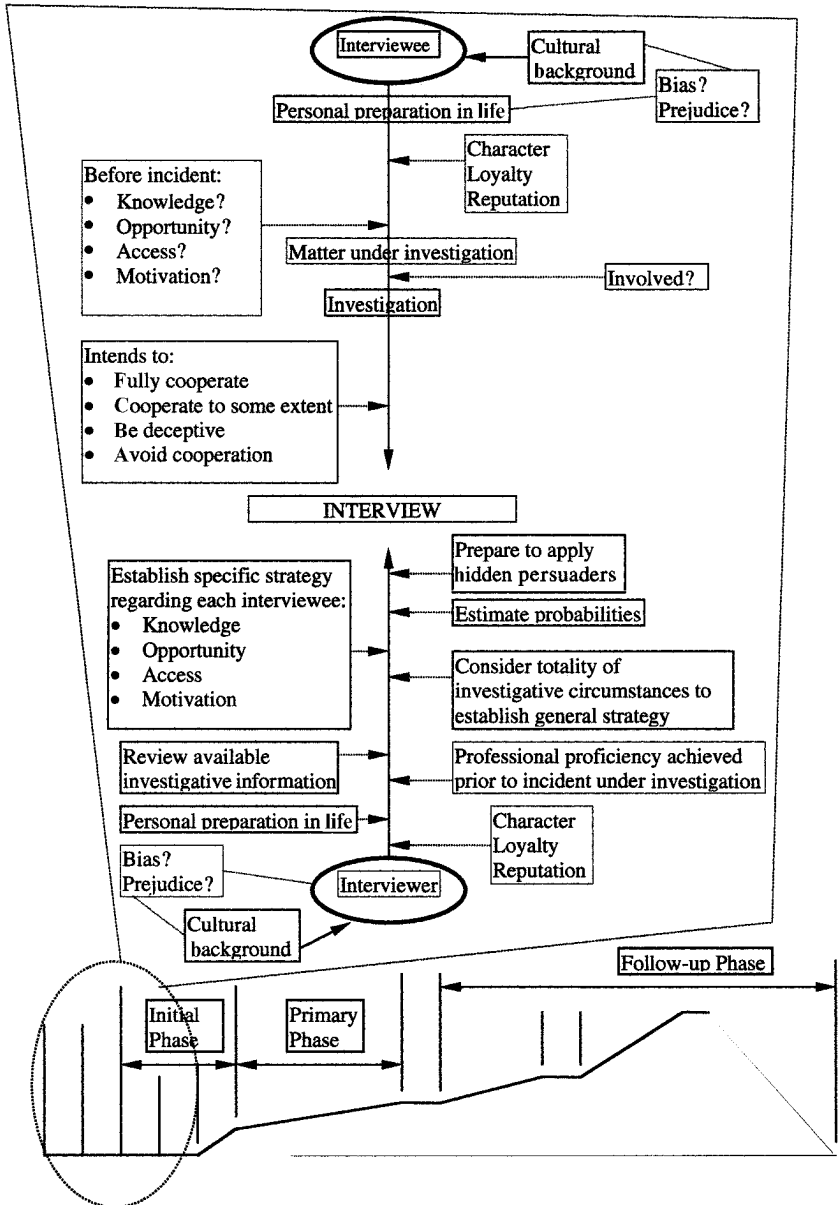 Interviewee
Cultural
background
Bias?
Prejudice?
Personal preparation in life
Character
Loyalty
Reputation
Before incident:
• Knowledge?
• Opportunity?
• Access?
• Motivation?
Matter under investigation
Involved?
Investigation
Intends to:
• Fully cooperate
• Cooperate to some extent
• Be deceptive
• Avoid cooperation
INTERVIEW
Prepare to apply
hidden persuaders
Establish specific strategy
regarding each interviewee:
• Knowledge
• Opportunity
• Access
• Motivation
Estimate probabilities
Consider totality of
investigative circumstances to
establish general strategy
Review available
investigative information
Professional proficiency achieved
prior to incident under investigation
Personal preparation in life
Character
Loyalty
Reputation
Bias?
Prejudice?
Interviewer
Cultural
background
Follow-up Phase
Initial
Phase
Primary
Phase